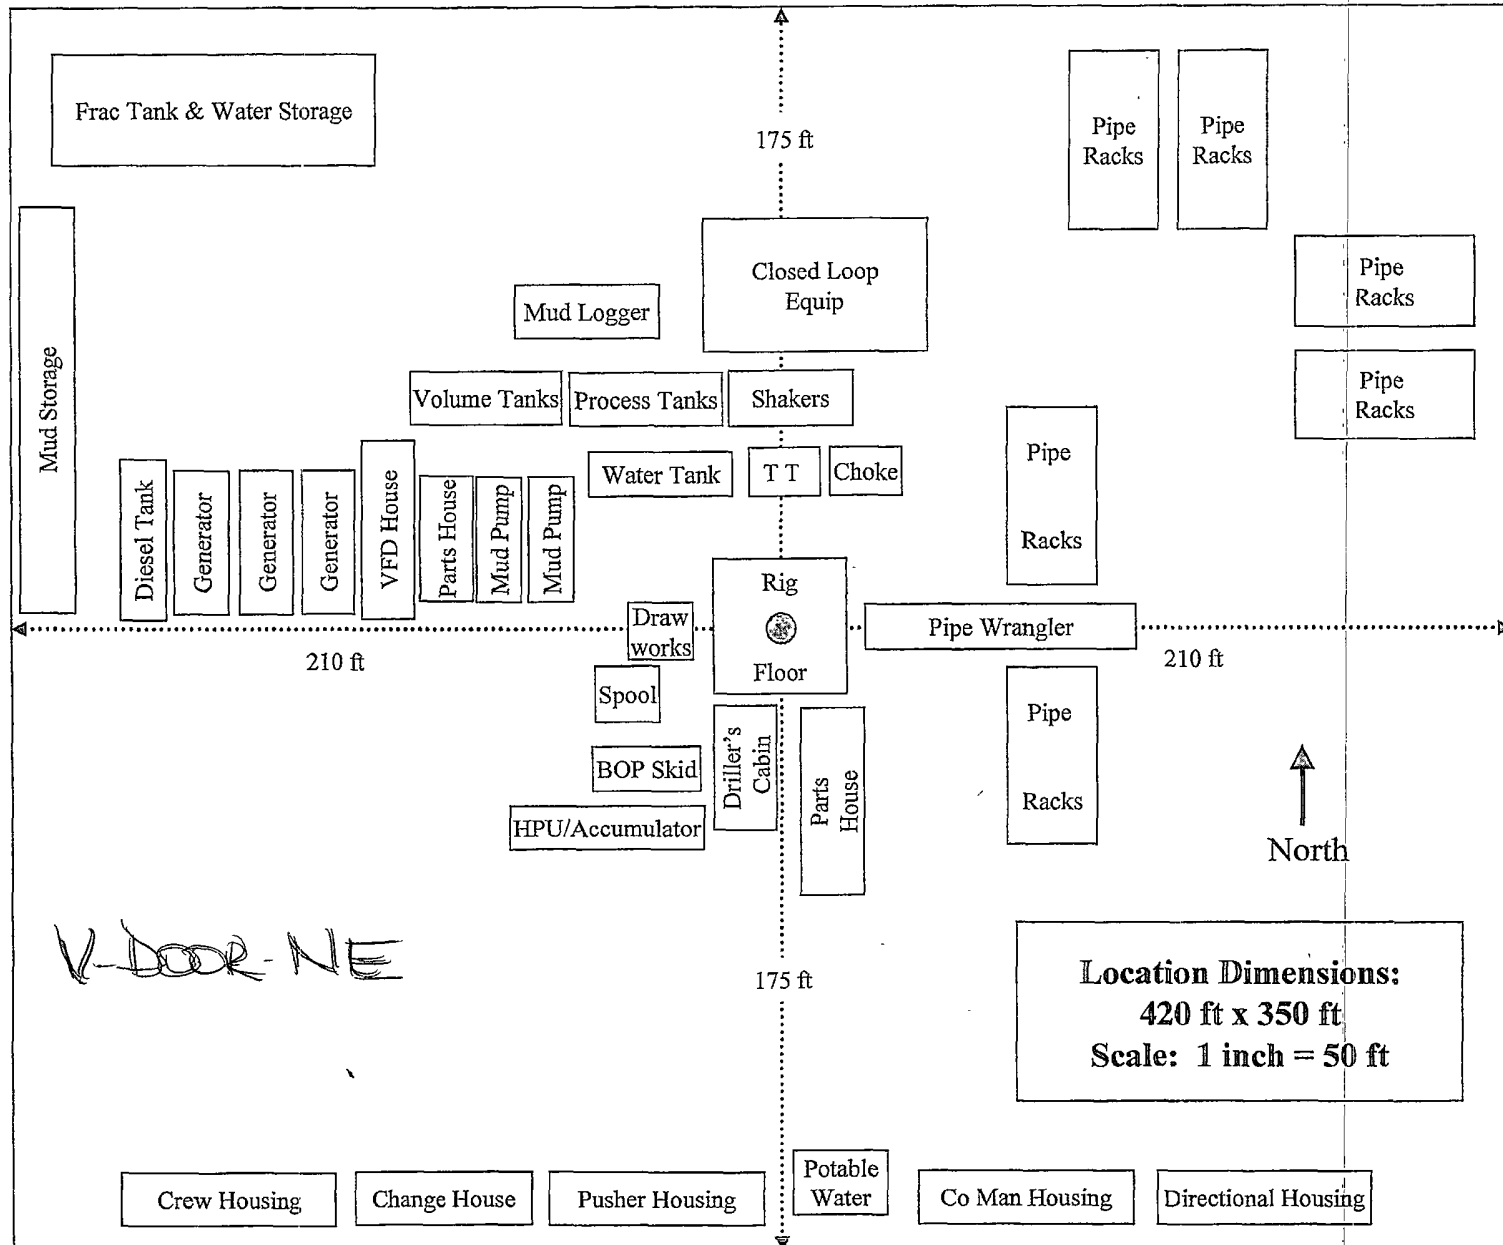 Frac Tank & Water Storage
175 ft
Pipe
Racks
Pipe
Racks
Closed Loop
Equip
Pipe
Racks
Mud Logger
Mud Storage
Volume Tanks
Process Tanks
Shakers
Pipe
Racks
Water Tank
T T
Choke
Pipe
Racks
Diesel Tank
Generator
Generator
Generator
VFD House
Parts House
Mud Pump
Mud Pump
Rig
Floor
Draw
works
Pipe Wrangler
210 ft
210 ft
Spool
Driller's
Cabin
Parts
House
Pipe
Racks
BOP Skid
HPU/Accumulator
North
V-DOOR-NE
175 ft
Location Dimensions:
420 ft x 350 ft
Scale: 1 inch = 50 ft
Crew Housing
Change House
Pusher Housing
Potable
Water
Co Man Housing
Directional Housing